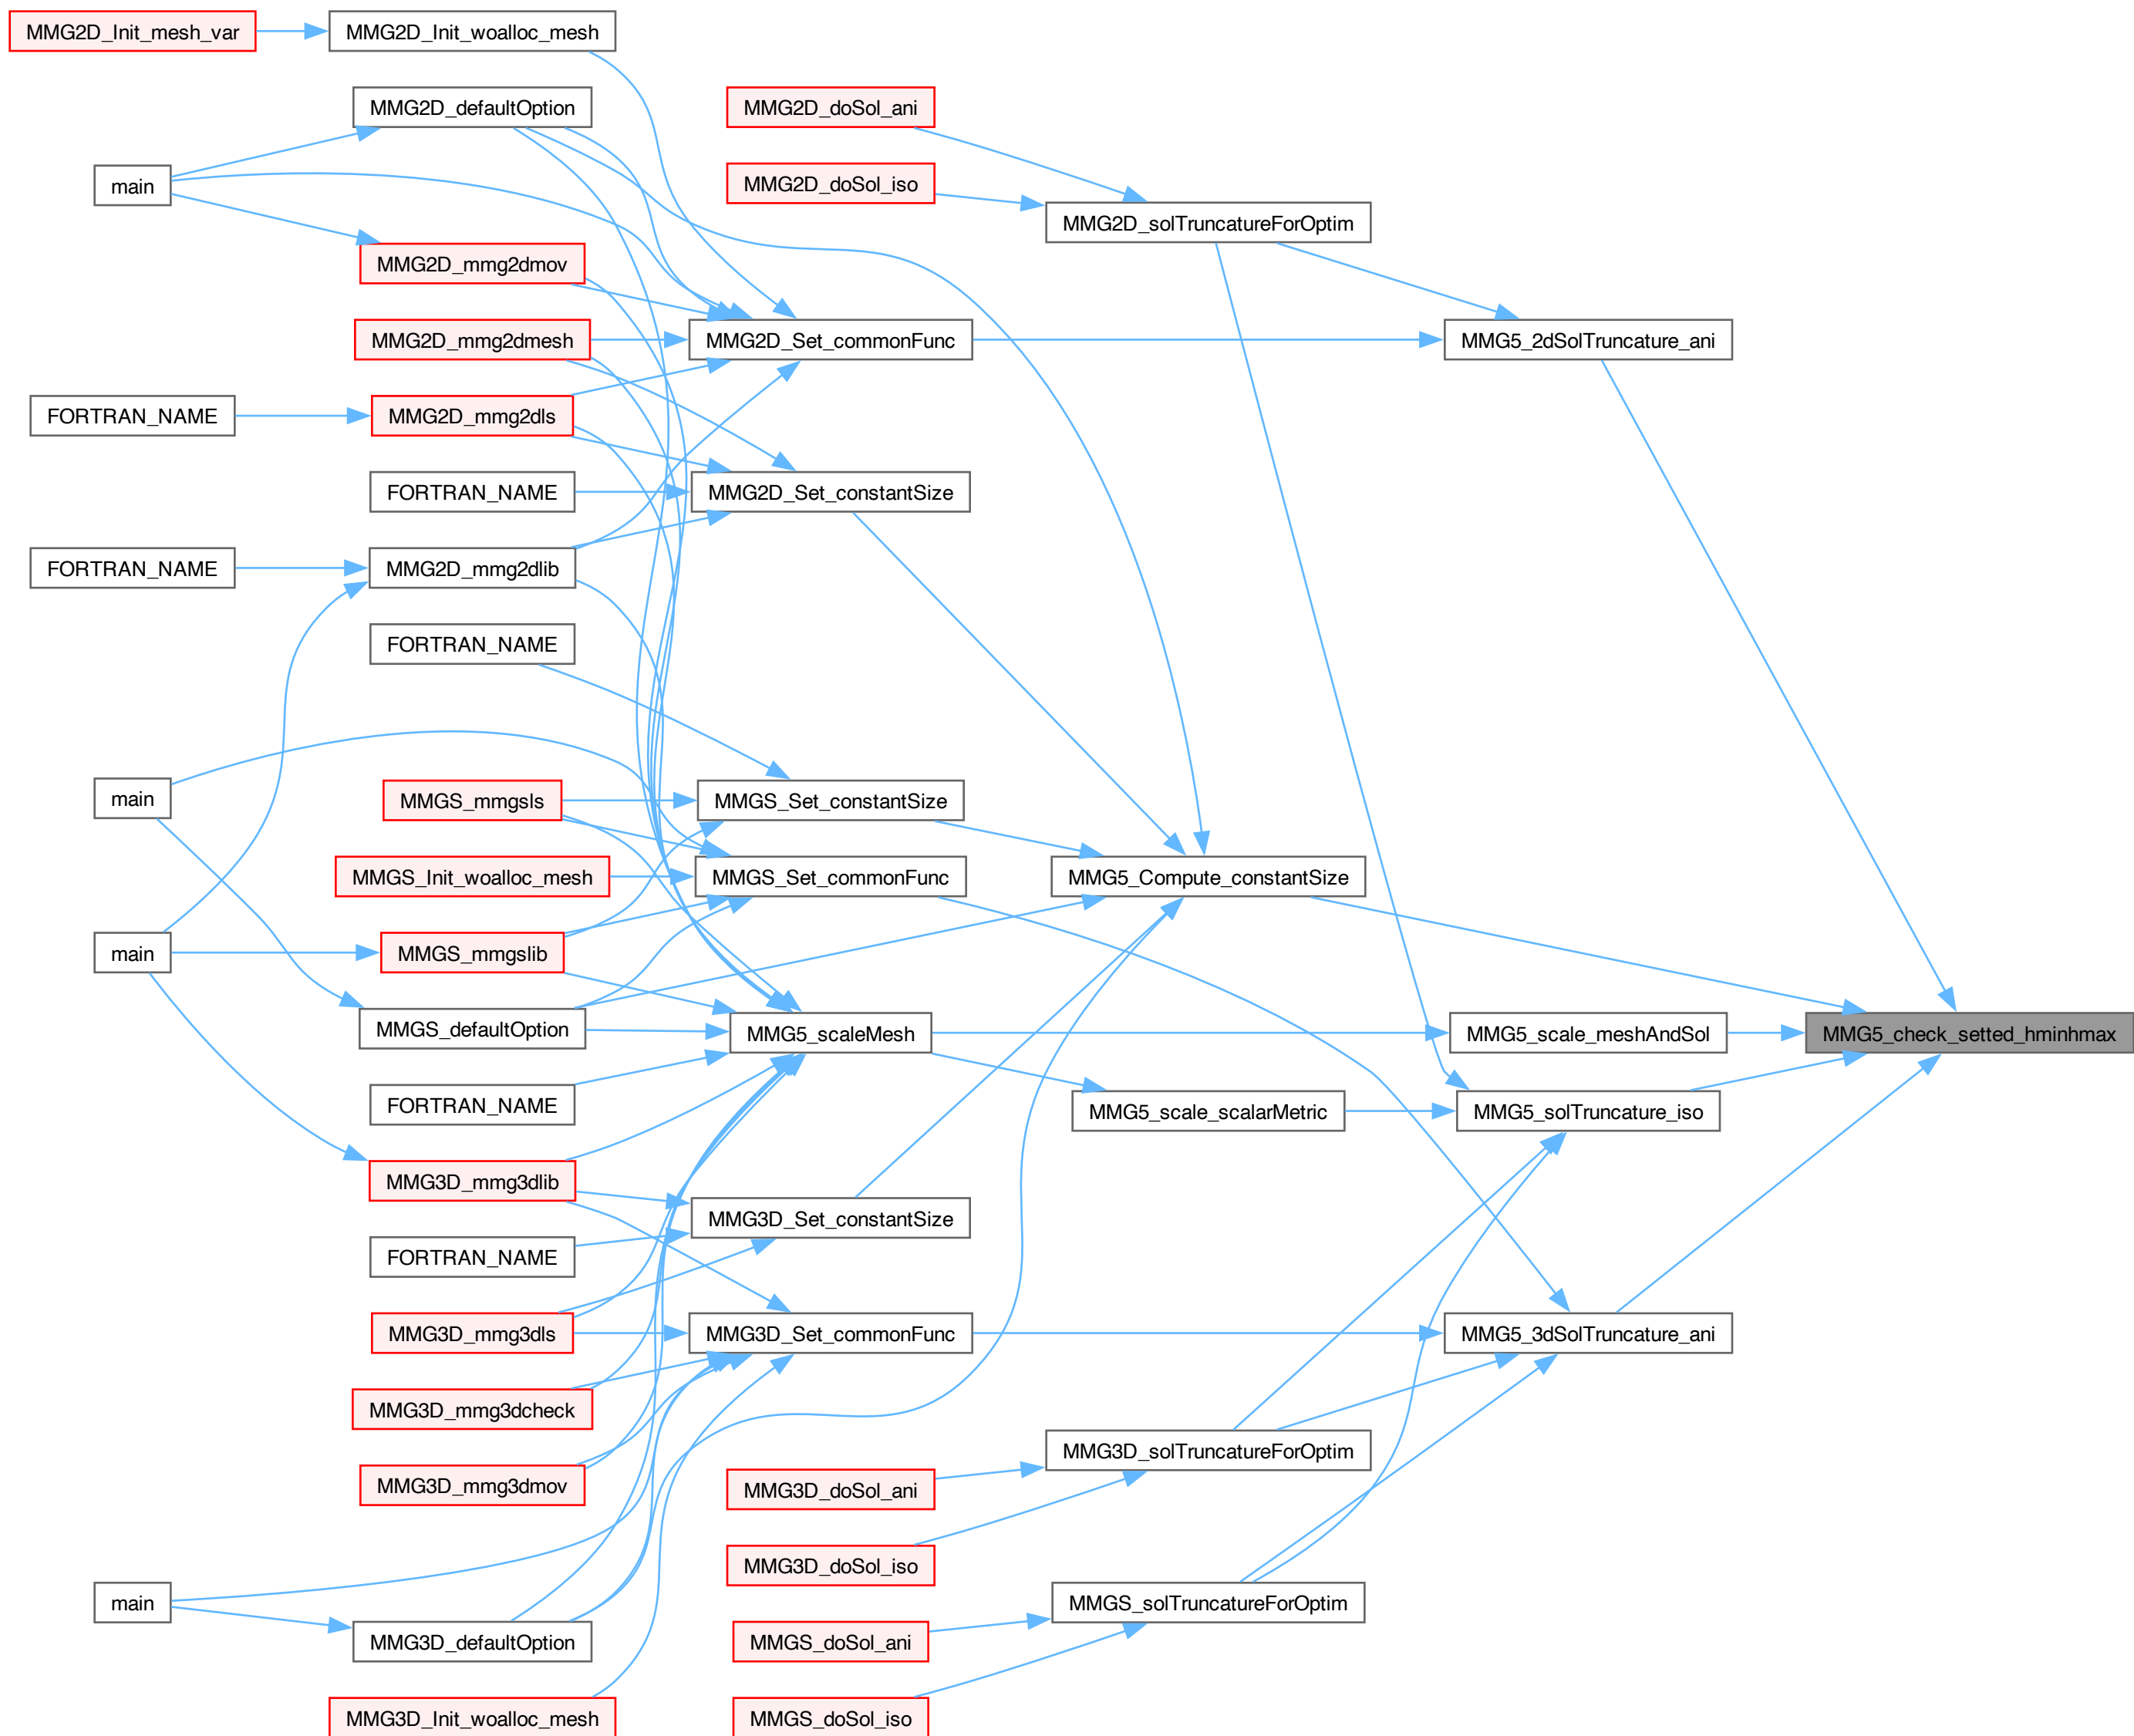 MMG2D_Init_mesh_var
MMG2D_Init_woalloc_mesh
MMG2D_defaultOption
MMG2D_doSol_ani
main
MMG2D_doSol_iso
MMG2D_solTruncatureForOptim
MMG2D_mmg2dmov
MMG2D_mmg2dmesh
MMG2D_Set_commonFunc
MMG5_2dSolTruncature_ani
FORTRAN_NAME
MMG2D_mmg2dls
FORTRAN_NAME
MMG2D_Set_constantSize
FORTRAN_NAME
MMG2D_mmg2dlib
FORTRAN_NAME
main
MMGS_mmgsls
MMGS_Set_constantSize
MMGS_Init_woalloc_mesh
MMGS_Set_commonFunc
MMG5_Compute_constantSize
main
MMGS_mmgslib
MMGS_defaultOption
MMG5_scaleMesh
MMG5_scale_meshAndSol
MMG5_check_setted_hminhmax
FORTRAN_NAME
MMG5_scale_scalarMetric
MMG5_solTruncature_iso
MMG3D_mmg3dlib
MMG3D_Set_constantSize
FORTRAN_NAME
MMG3D_mmg3dls
MMG3D_Set_commonFunc
MMG5_3dSolTruncature_ani
MMG3D_mmg3dcheck
MMG3D_solTruncatureForOptim
MMG3D_mmg3dmov
MMG3D_doSol_ani
MMG3D_doSol_iso
main
MMGS_solTruncatureForOptim
MMG3D_defaultOption
MMGS_doSol_ani
MMG3D_Init_woalloc_mesh
MMGS_doSol_iso